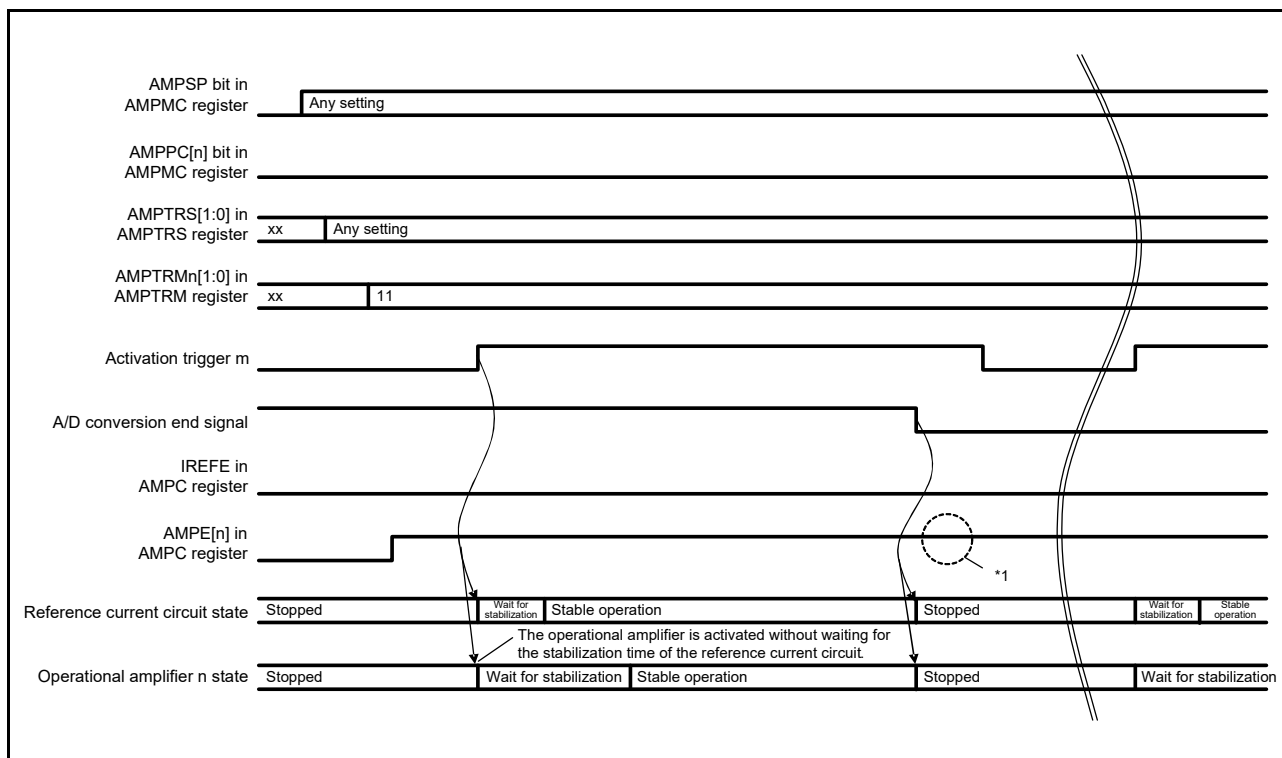 AMPSP bit in
AMPMC register
Any setting
AMPPC[n] bit in
AMPMC register
AMPTRS[1:0] in
AMPTRS register
xx
Any setting
AMPTRMn[1:0] in
AMPTRM register
xx
11
Activation trigger m
A/D conversion end signal
IREFE in
AMPC register
AMPE[n] in
AMPC register
*1
Reference current circuit state
Stopped
Wait for
stabilization
Stable operation
Stopped
Wait for
stabilization
Stable
operation
The operational amplifier is activated without waiting for
the stabilization time of the reference current circuit.
Operational amplifier n state
Stopped
Wait for stabilization
Stable operation
Stopped
Wait for stabilization